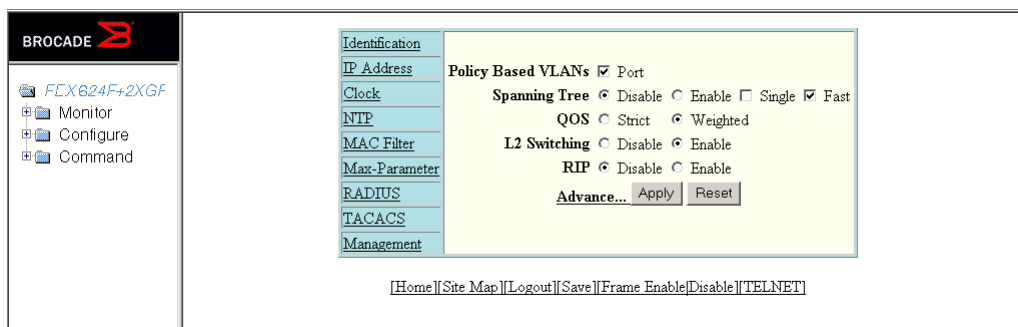 BROCADE
FEX624F+2XGF
Monitor
Configure
Command
Identification
IP Address
Clock
NTP
MAC Filter
Max-Parameter
RADIUS
TACACS
Management
Policy Based VLANs Port
Spanning Tree Disable Enable Single Fast
QOS Strict Weighted
L2 Switching Disable Enable
RIP Disable Enable
Advance... Apply Reset
[Home][Site Map][Logout][Save][Frame Enable|Disable][TELNET]